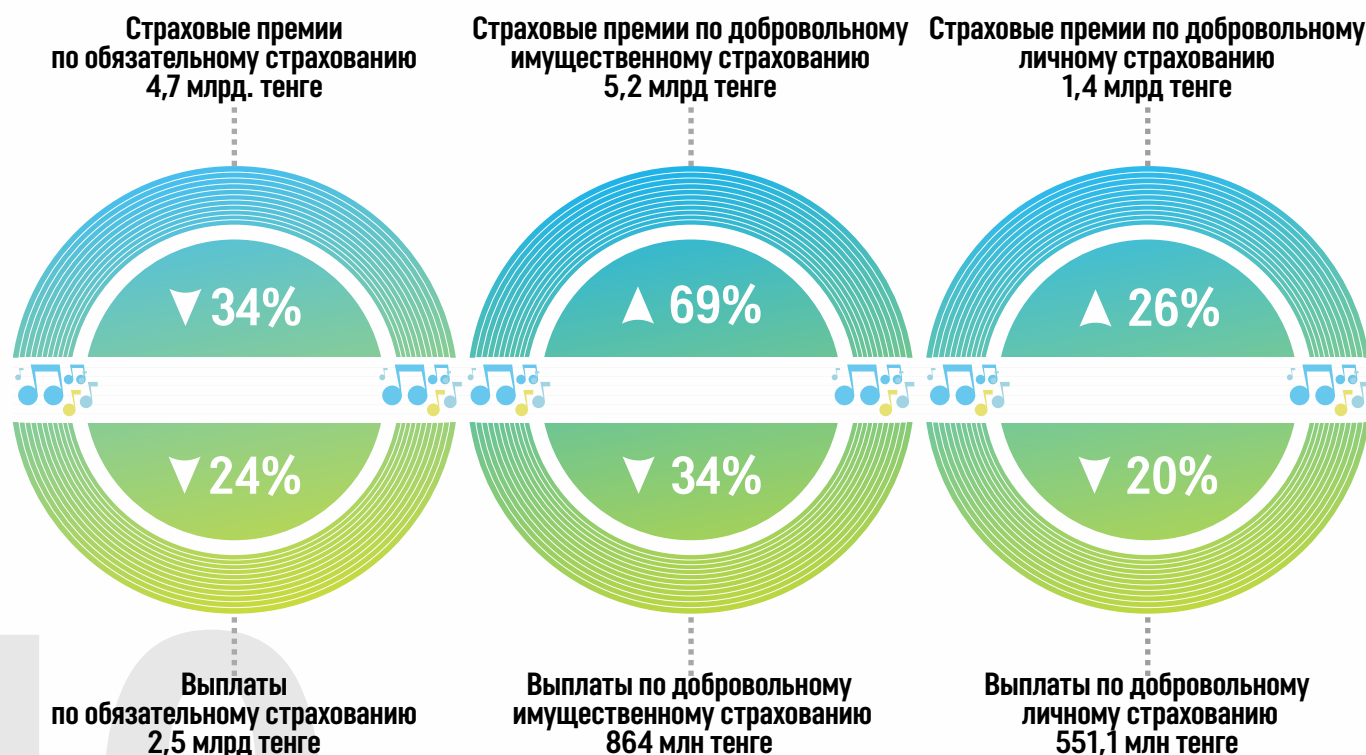 Страховые премии
по обязательному страхованию
4,7 млрд. тенге
Страховые премии по добровольному
имущественному страхованию
5,2 млрд тенге
Страховые премии по добровольному
личному страхованию
1,4 млрд тенге
▼ 34%
▲ 69%
▲ 26%
▼ 24%
▼ 34%
▼ 20%
Выплаты
по обязательному страхованию
2,5 млрд тенге
Выплаты по добровольному
имущественному страхованию
864 млн тенге
Выплаты по добровольному
личному страхованию
551,1 млн тенге